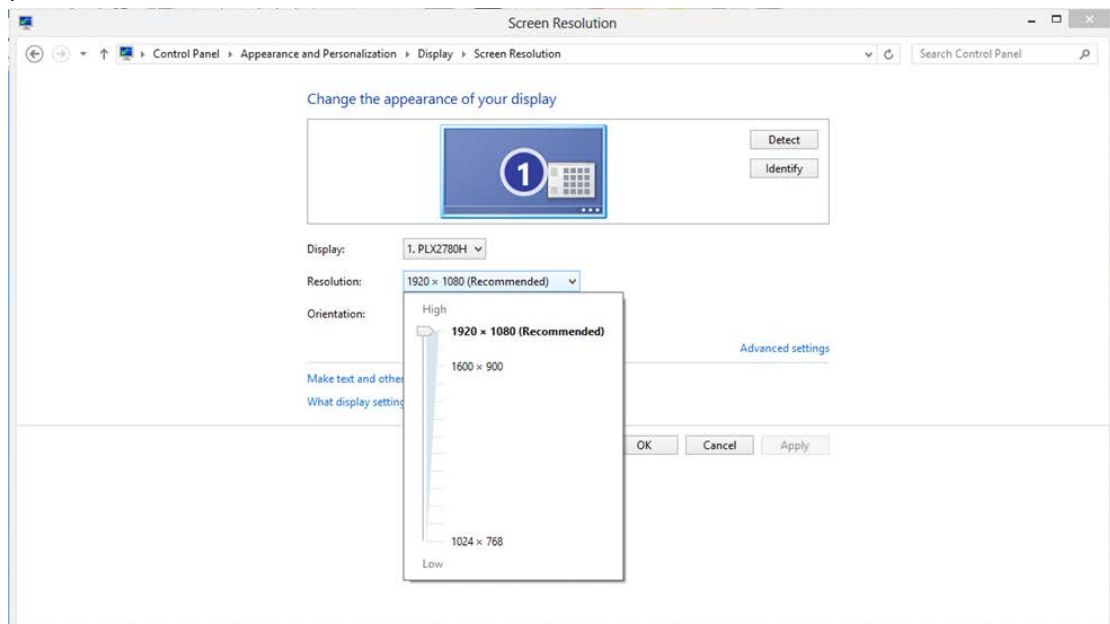 Screen Resolution
Control Panel Appearance and Personalization Display Screen Resolution Search Control Panel
Change the appearance of your display
1
Detect
Identify
Display: 1. PLX2780H
Resolution: 1920 × 1080 (Recommended)
Orientation:
High
1920 × 1080 (Recommended)
1600 × 900
1024 × 768
Low
Advanced settings
Make text and other
What display setting
OK Cancel Apply